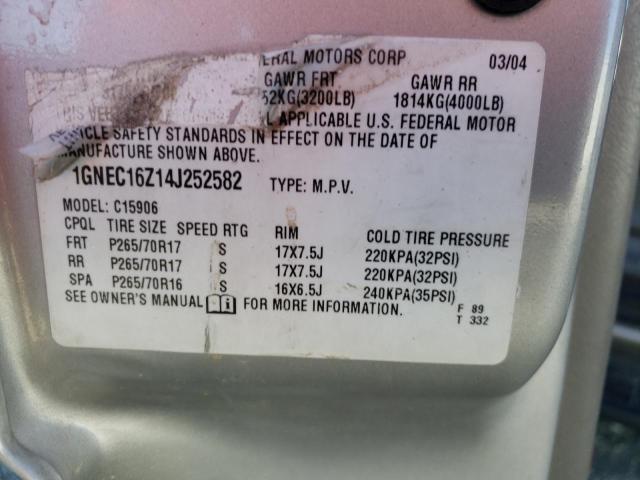 ERAL MOTORS CORP 03/04
GAWR FRT GAWR RR
52KG(3200LB) 1814KG(4000LB)
THIS VEH
L APPLICABLE U.S. FEDERAL MOTOR
HICLE SAFETY STANDARDS IN EFFECT ON THE DATE OF
MANUFACTURE SHOWN ABOVE.
1GNEC16Z14J252582 TYPE: M.P.V.
MODEL: C15906
CPQL TIRE SIZE SPEED RTG RIM COLD TIRE PRESSURE
FRT P265/70R17 S 17X7.5J 220KPA(32PSI)
RR P265/70R17 S 17X7.5J 220KPA(32PSI)
SPA P265/70R16 S 16X6.5J 240KPA(35PSI)
SEE OWNER'S MANUAL FOR MORE INFORMATION.
F 89
T 332